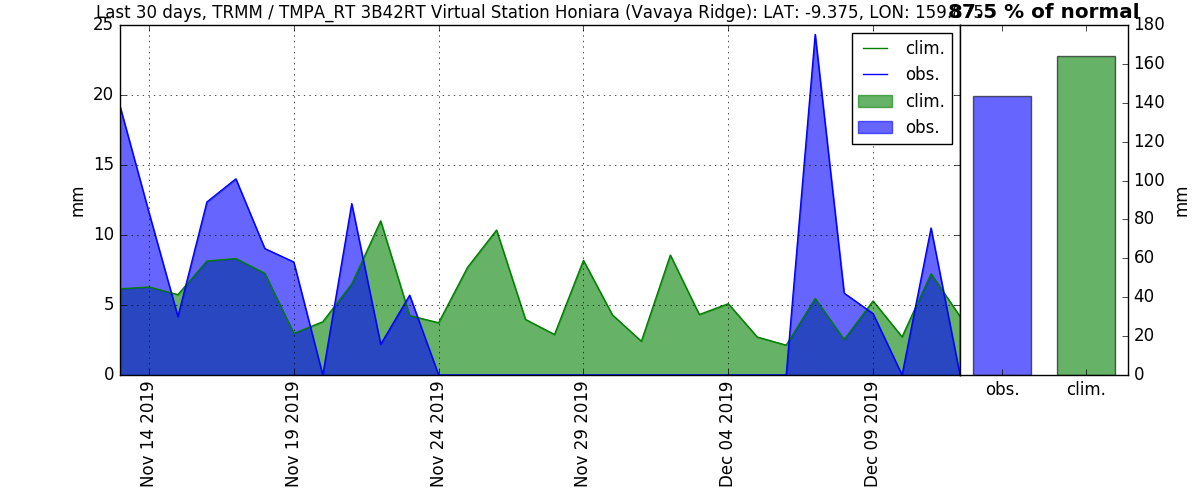 Last 30 days, TRMM / TMPA_RT 3B42RT Virtual Station Honiara (Vavaya Ridge): LAT: -9.375, LON:
87.5 % of normal
25
20
15
10
5
0
mm
clim.
obs.
clim.
obs.
180
160
140
120
100
80
60
40
20
0
mm
obs.
clim.
Nov 14 2019
Nov 19 2019
Nov 24 2019
Nov 29 2019
Dec 04 2019
Dec 09 2019